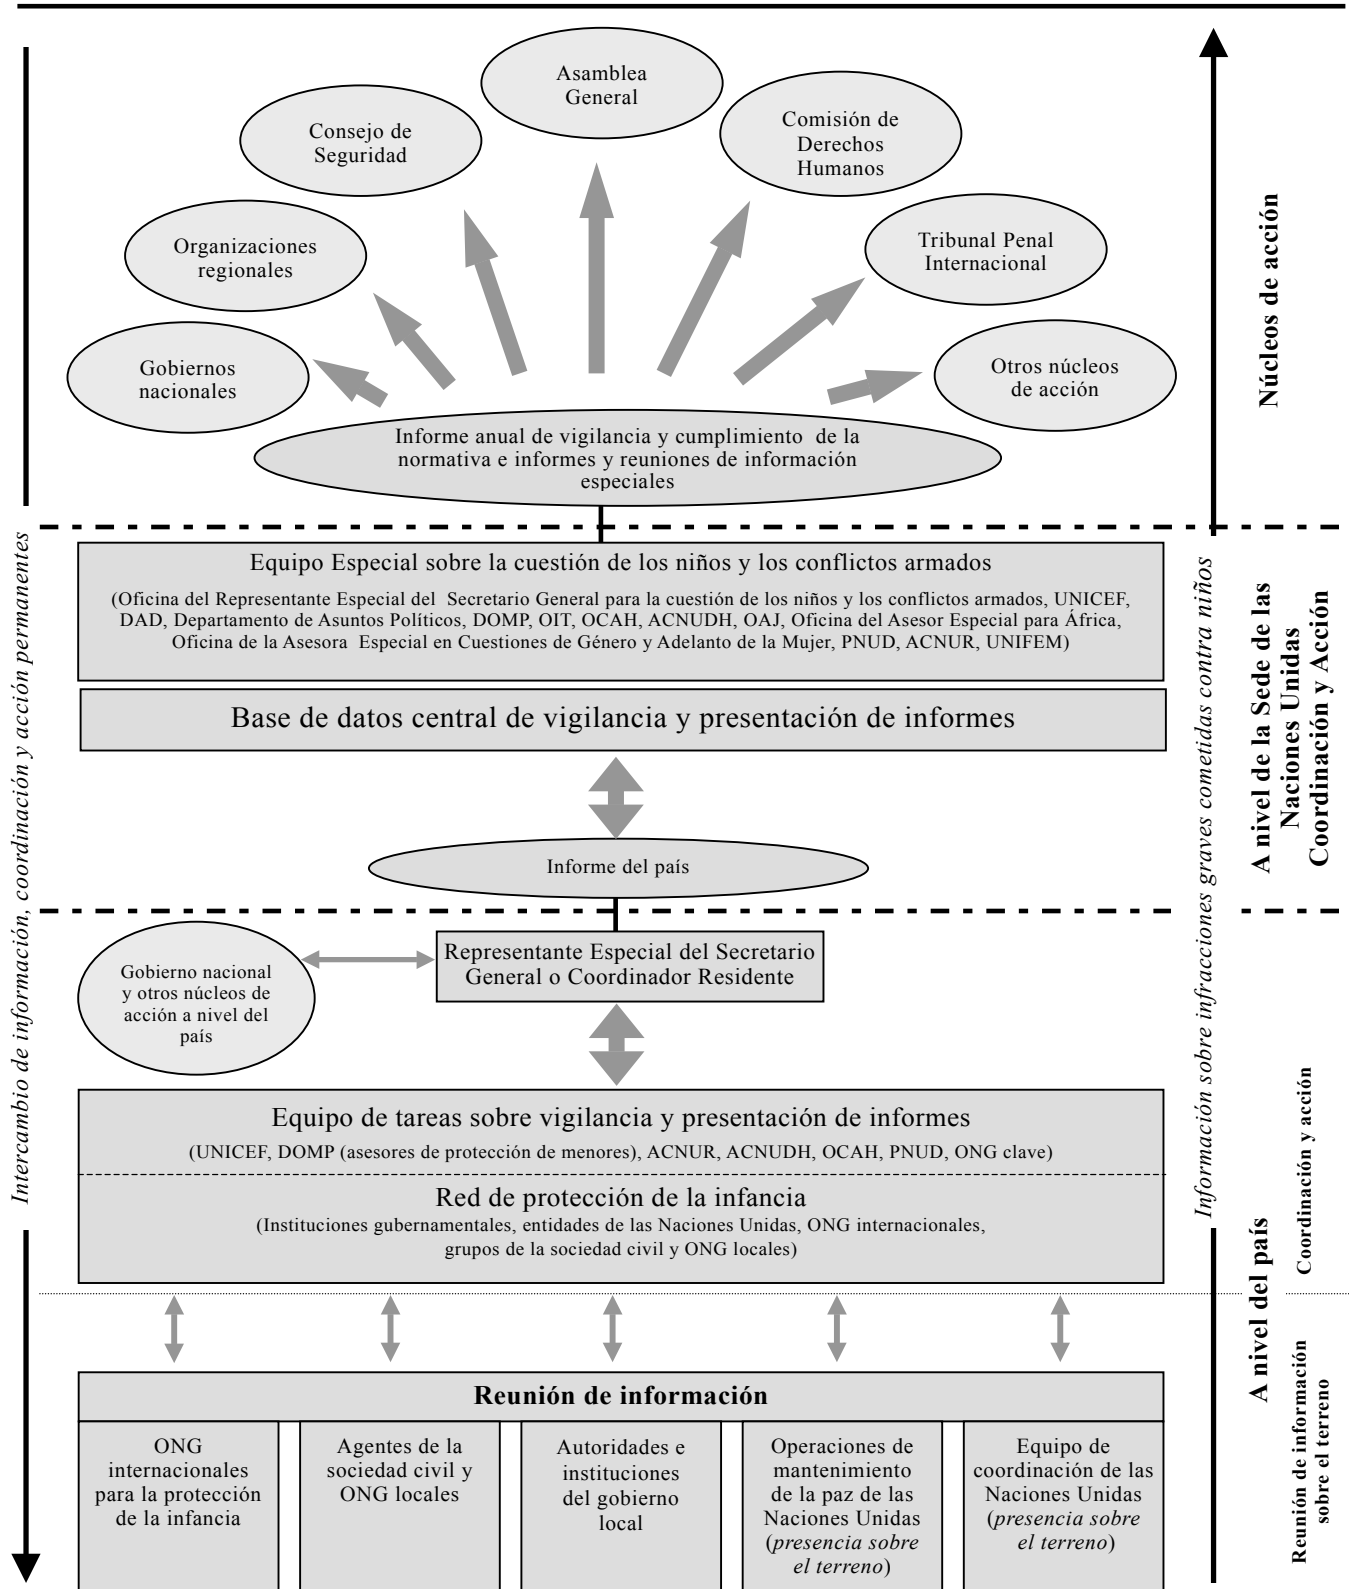 Asamblea
General
Consejo de
Seguridad
Comisión de
Derechos
Humanos
Organizaciones
regionales
Tribunal Penal
Internacional
Gobiernos
nacionales
Otros núcleos
de acción
Informe anual de vigilancia y cumplimiento de la
normativa e informes y reuniones de información
especiales
Núcleos de acción
Equipo Especial sobre la cuestión de los niños y los conflictos armados
(Oficina del Representante Especial del Secretario General para la cuestión de los niños y los conflictos armados, UNICEF,
DAD, Departamento de Asuntos Políticos, DOMP, OIT, OCAH, ACNUDH, OAJ, Oficina del Asesor Especial para África,
Oficina de la Asesora Especial en Cuestiones de Género y Adelanto de la Mujer, PNUD, ACNUR, UNIFEM)
Base de datos central de vigilancia y presentación de informes
Informe del país
A nivel de la Sede de las
Naciones Unidas
Coordinación y Acción
Intercambio de información, coordinación y acción permanentes
Información sobre infracciones graves cometidas contra niños
Gobierno nacional
y otros núcleos de
acción a nivel del
país
Representante Especial del Secretario
General o Coordinador Residente
Equipo de tareas sobre vigilancia y presentación de informes
(UNICEF, DOMP (asesores de protección de menores), ACNUR, ACNUDH, OCAH, PNUD, ONG clave)
Red de protección de la infancia
(Instituciones gubernamentales, entidades de las Naciones Unidas, ONG internacionales,
grupos de la sociedad civil y ONG locales)
A nivel del país
Coordinación y acción
Reunión de información
sobre el terreno
Reunión de información
ONG
internacionales
para la protección
de la infancia
Agentes de la
sociedad civil y
ONG locales
Autoridades e
instituciones
del gobierno
local
Operaciones de
mantenimiento
de la paz de las
Naciones Unidas
(presencia sobre
el terreno)
Equipo de
coordinación de las
Naciones Unidas
(presencia sobre
el terreno)